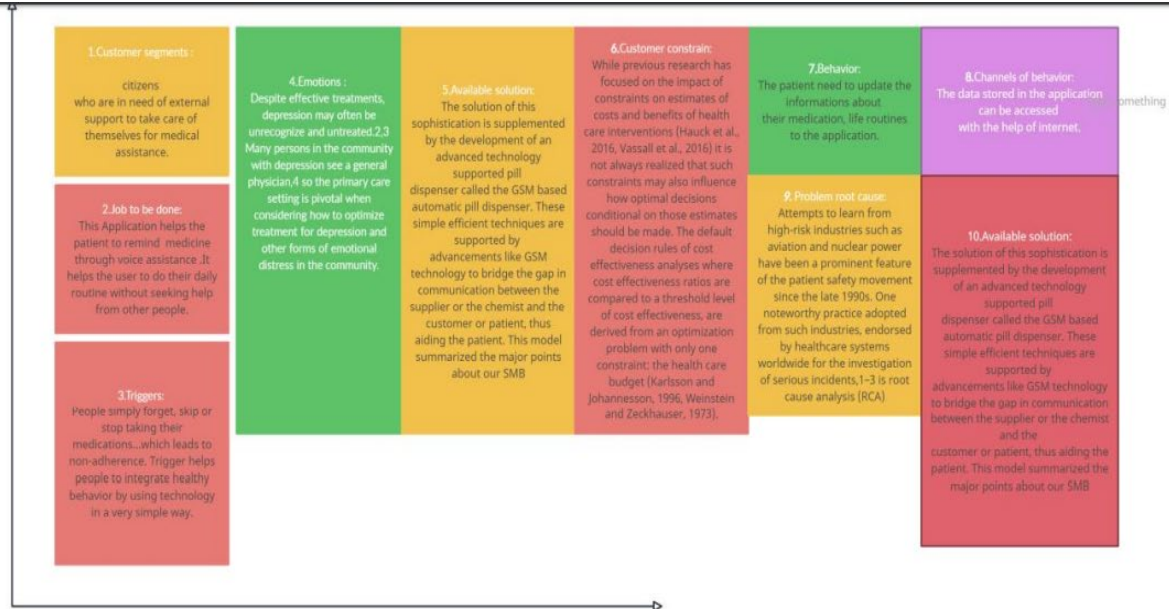 1.Customer segments :
citizens
who are in need of external
support to take care of
themselves for medical
assistance.
2.Job to be done:
This Application helps the
patient to remind medicine
through voice assistance .It
helps the user to do their daily
routine without seeking help
from other people.
3.Triggers:
People simply forget, skip or
stop taking their
medications...which leads to
non-adherence. Trigger helps
people to integrate healthy
behavior by using technology
in a very simple way.
4.Emotions :
Despite effective treatments,
depression may often be
unrecognize and untreated.2,3
Many persons in the community
with depression see a general
physician,4 so the primary care
setting is pivotal when
considering how to optimize
treatment for depression and
other forms of emotional
distress in the community.
5.Available solution:
The solution of this
sophistication is supplemented
by the development of an
advanced technology
supported pill
dispenser called the GSM based
automatic pill dispenser. These
simple efficient techniques are
supported by
advancements like GSM
technology to bridge the gap in
communication between the
supplier or the chemist and the
customer or patient, thus
aiding the patient. This model
summarized the major points
about our SMB
6.Customer constrain:
While previous research has
focused on the impact of
constraints on estimates of
costs and benefits of health
care interventions (Hauck et al.,
2016, Vassall et al., 2016) it is
not always realized that such
constraints may also influence
how optimal decisions
conditional on those estimates
should be made. The default
decision rules of cost
effectiveness analyses where
cost effectiveness ratios are
compared to a threshold level
of cost effectiveness, are
derived from an optimization
problem with only one
constraint: the health care
budget (Karlsson and
Johannesson, 1996, Weinstein
and Zeckhauser, 1973).
7.Behavior:
The patient need to update the
informations about
their medication, life routines
to the application.
9. Problem root cause:
Attempts to learn from
high-risk industries such as
aviation and nuclear power
have been a prominent feature
of the patient safety movement
since the late 1990s. One
noteworthy practice adopted
from such industries, endorsed
by healthcare systems
worldwide for the investigation
of serious incidents,1–3 is root
cause analysis (RCA)
8.Channels of behavior:
The data stored in the application
can be accessed
with the help of internet.
omething
10.Available solution:
The solution of this sophistication is
supplemented by the development
of an advanced technology
supported pill
dispenser called the GSM based
automatic pill dispenser. These
simple efficient techniques are
supported by
advancements like GSM technology
to bridge the gap in communication
between the supplier or the chemist
and the
customer or patient, thus aiding the
patient. This model summarized the
major points about our SMB